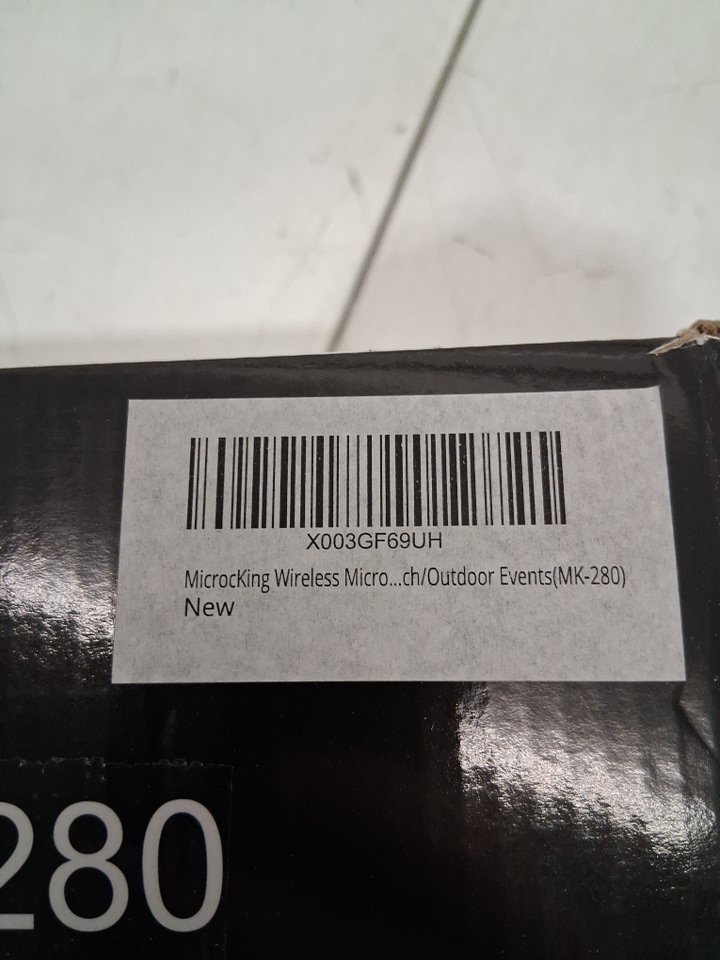 X003GF69UH
MicrocKing Wireless Micro...ch/Outdoor Events(MK-280)
New
280